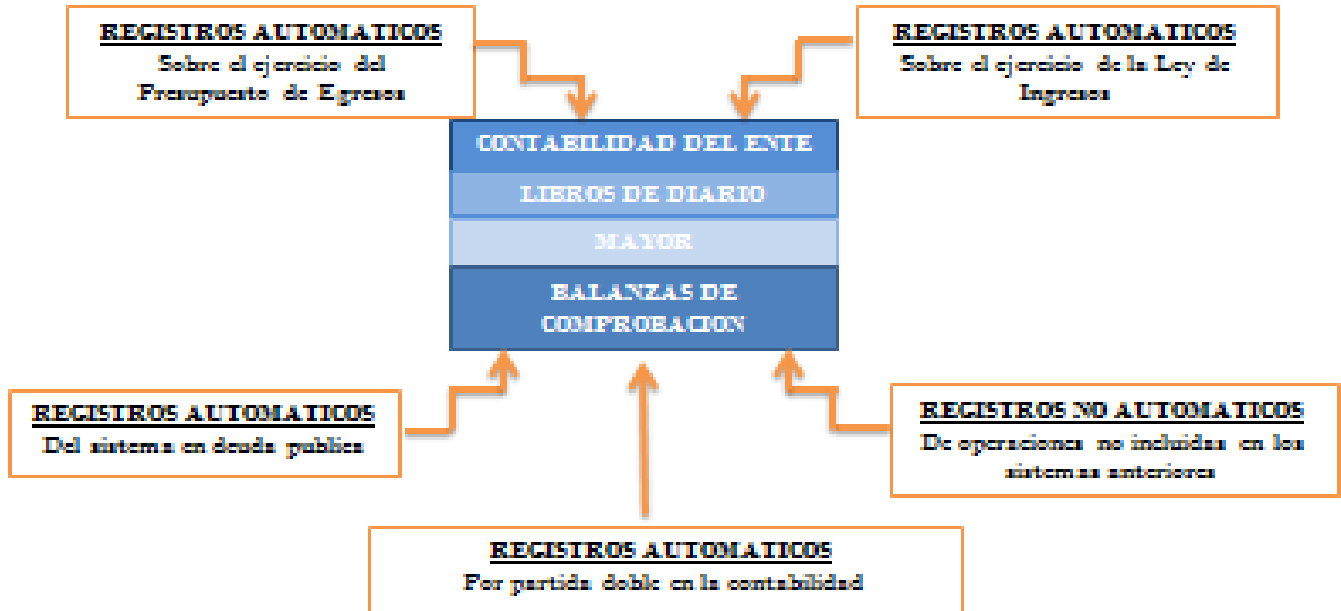 REGISTROS AUTOMATICOS
Sobre el ejercicio del
Presupuesto de Egresos
REGISTROS AUTOMATICOS
Sobre el ejercicio de la Ley de
Ingresos
CONTABILIDAD DEL ENTE
LIBROS DE DIARIO
MAYOR
BALANZAS DE
COMPROBACION
REGISTROS AUTOMATICOS
Del sistema en deuda publica
REGISTROS NO AUTOMATICOS
De operaciones no incluidas en los
sistemas anteriores
REGISTROS AUTOMATICOS
Por partida doble en la contabilidad